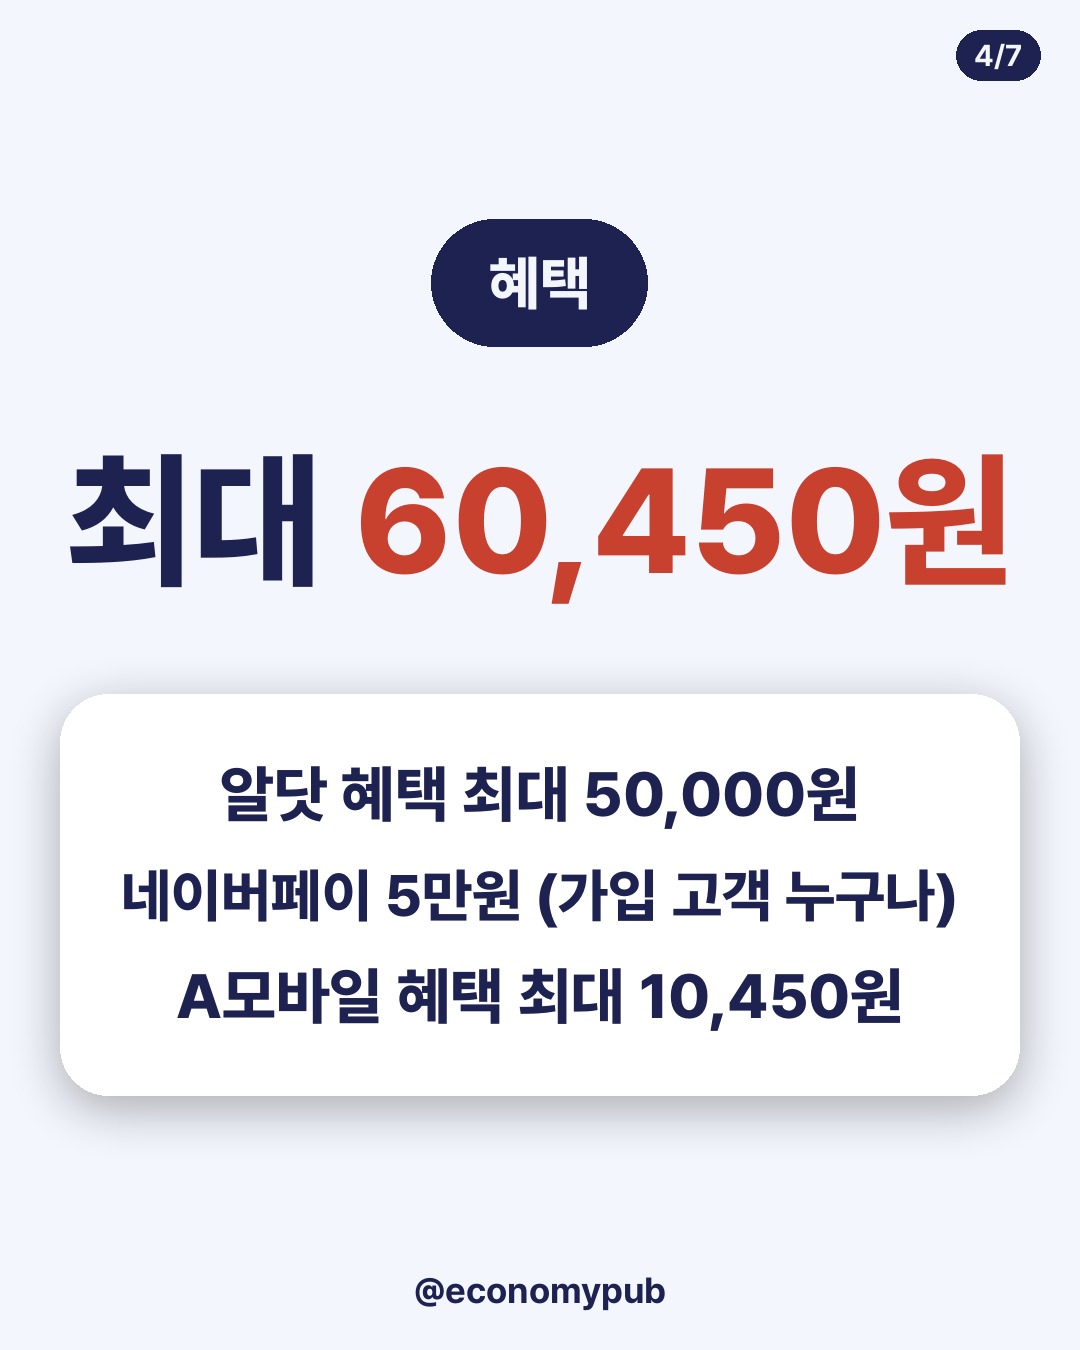 4/7
혜택
최대 60,450원
알닷 혜택 최대 50,000원
네이버페이 5만원 (가입 고객 누구나)
A모바일 혜택 최대 10,450원
@economypub